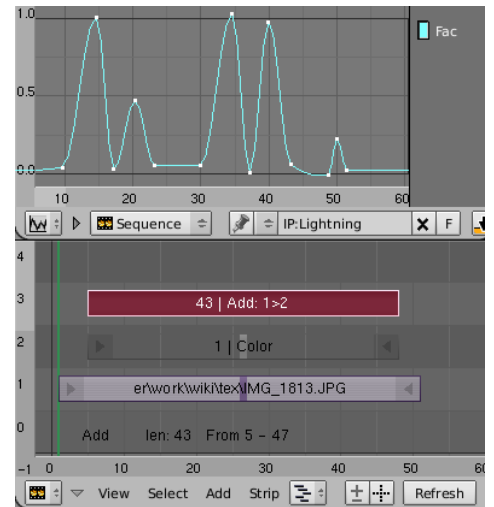 1.0
Fac
0.5
0.0
10 20 30 40 50 60
Sequence IP:Lightning X F
4
3 43 | Add: 1>2
2 1 | Color
1 er\work\wiki\tex\IMG_1813.JPG
0 Add len: 43 From 5 - 47
-1 0 10 20 30 40 50 60
View Select Add Strip Refresh